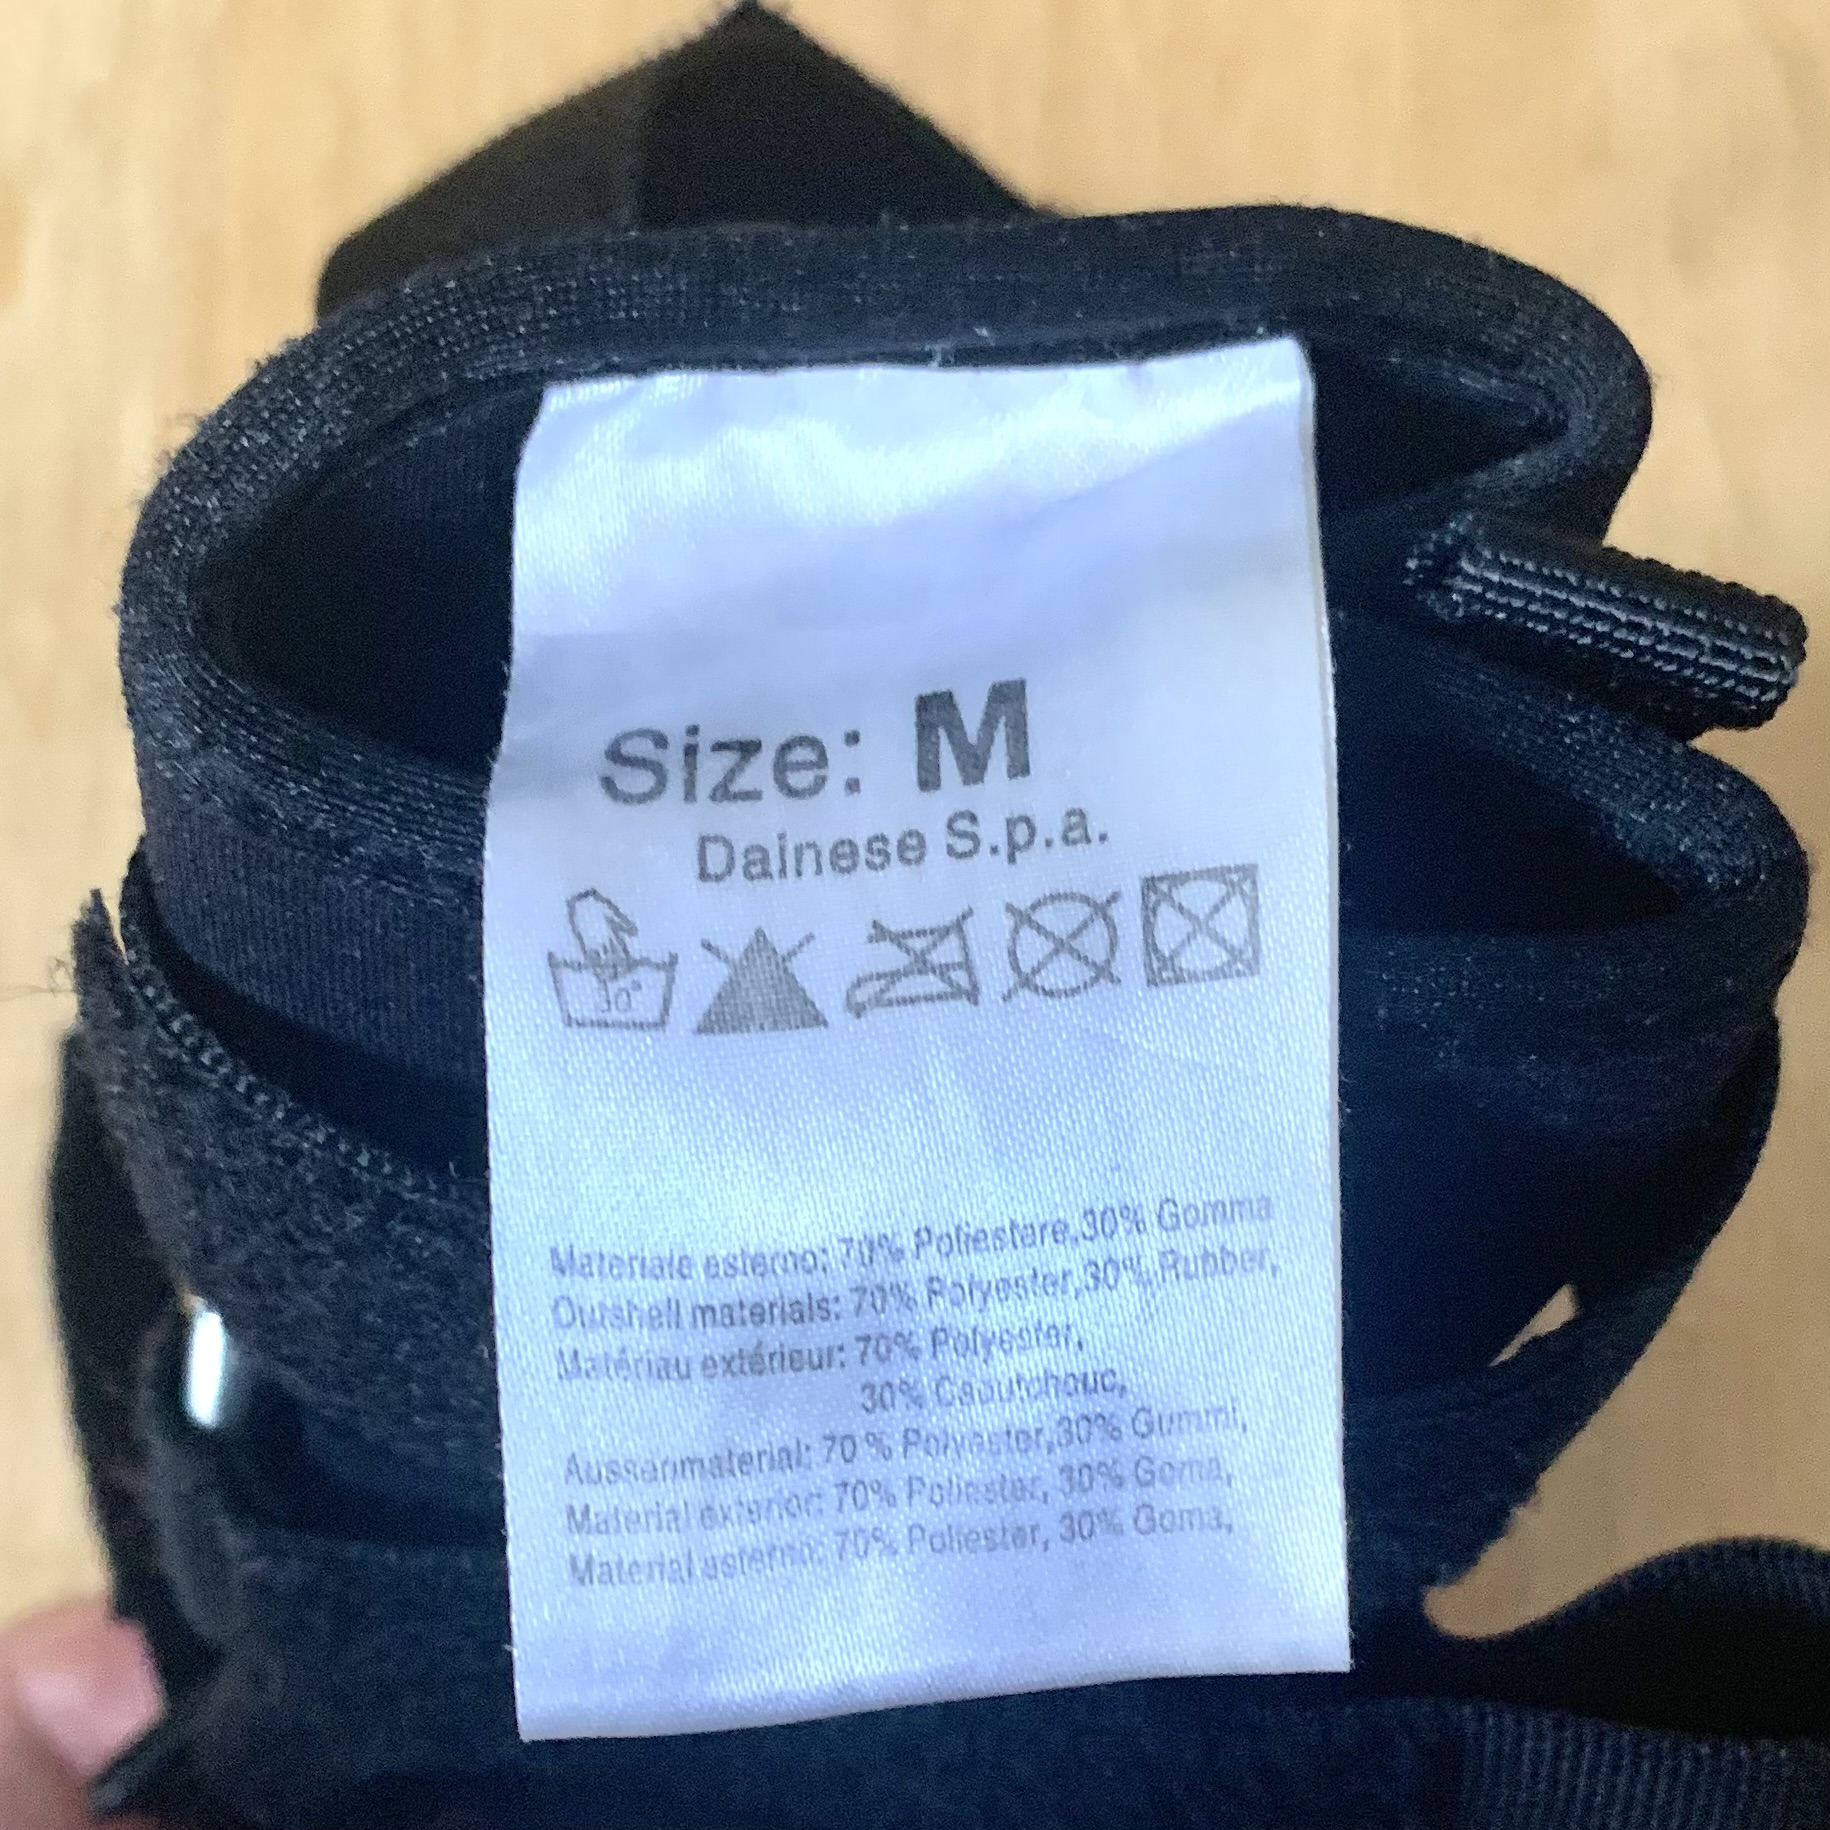 Size: M
Dainese S.p.a.
30°
Materiale esterno: 70% Poliestare,30% Gomma
Outshell materials: 70% Polyester,30% Rubber,
Matériau extérieur: 70% Polyester,
30% Caoutchouc,
Aussenmaterial: 70% Polyester,30% Gummi,
Material exterior: 70% Poliester, 30% Goma,
Material esterno: 70% Poliester, 30% Goma,